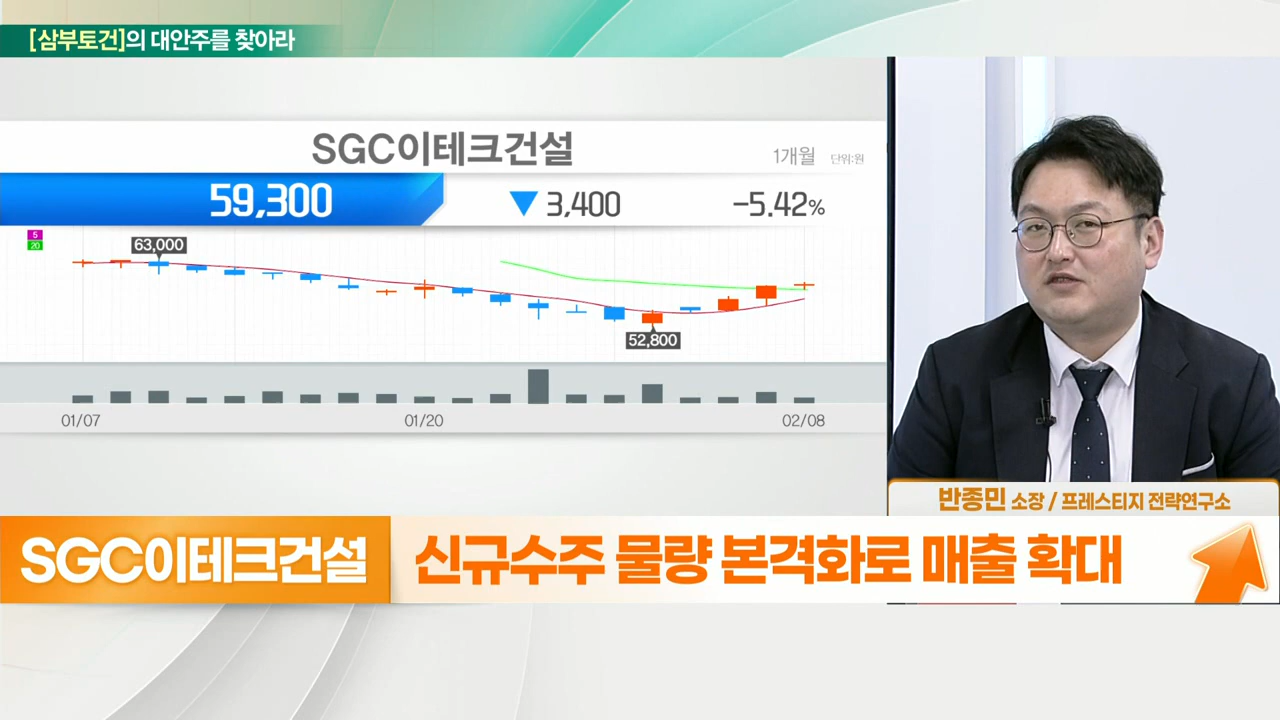 [삼부토건]의 대안주를 찾아라
SGC이테크건설
1개월 단위:원
59,300 ▼ 3,400 -5.42%
5
20
63,000
52,800
01/07 01/20 02/08
반종민 소장 / 프레스티지 전략연구소
SGC이테크건설 신규수주 물량 본격화로 매출 확대